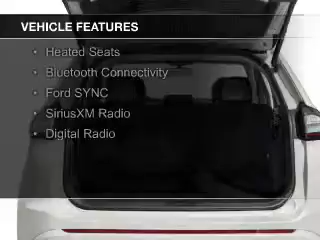 VEHICLE FEATURES
• Heated Seats
• Bluetooth Connectivity
• Ford SYNC
• SiriusXM Radio
• Digital Radio